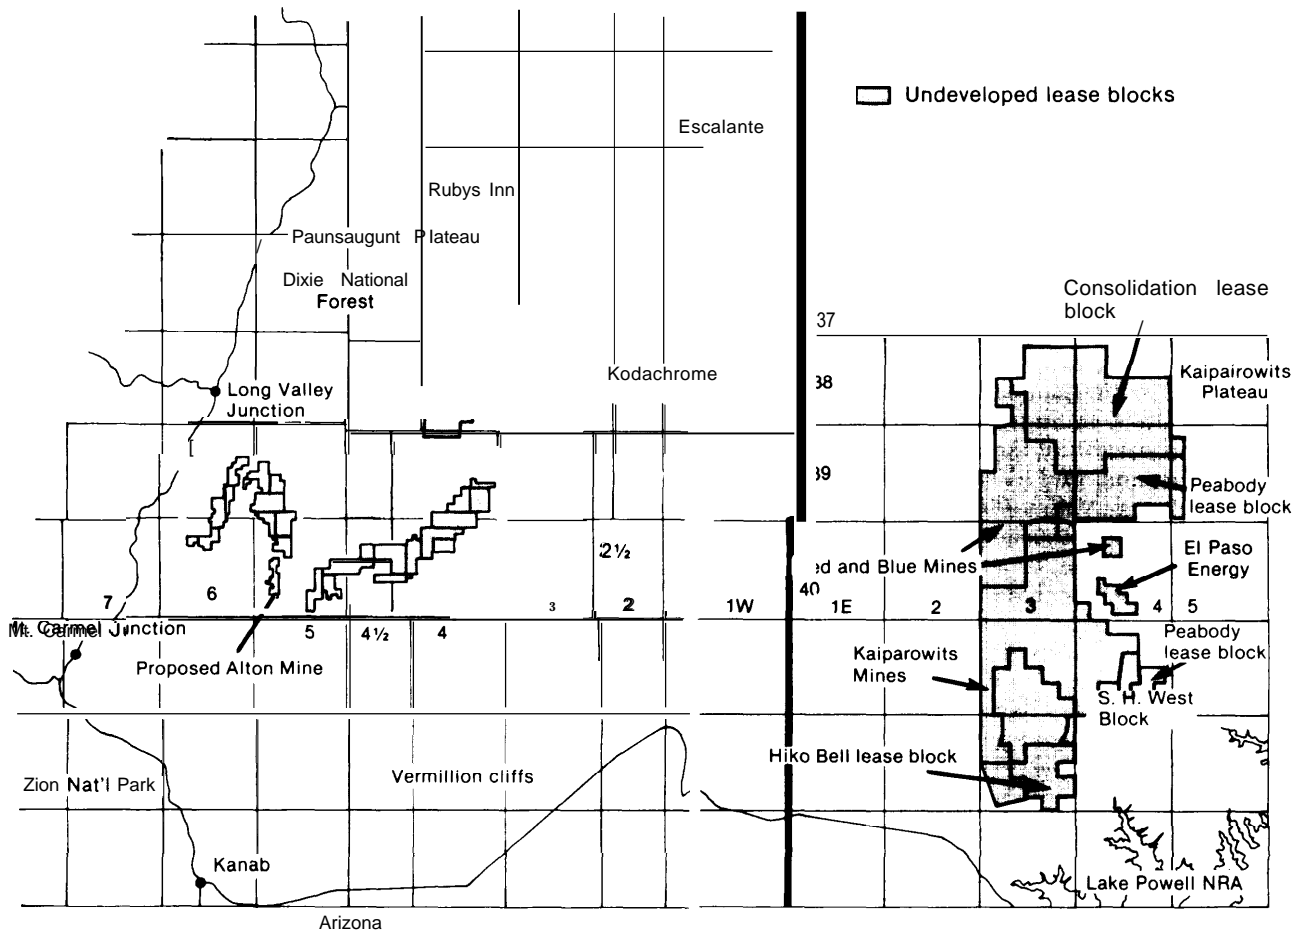 Undeveloped lease blocks
Escalante
Rubys Inn
Paunsaugunt Plateau
Dixie National
Forest
Consolidation lease
block
37
Kodachrome
38
Kaipairowits
Plateau
Long Valley
Junction
39
Peabody
lease block
2½
ed and Blue Mines
El Paso
Energy
40
7
6
3
2
1W
1E
2
3
4
5
Mt. Carmel Junction
5
4½
4
Proposed Alton Mine
Kaiparowits
Mines
Peabody
lease block
S. H. West
Block
Hiko Bell lease block
Vermillion cliffs
Zion Nat'l Park
Kanab
Lake Powell NRA
Arizona